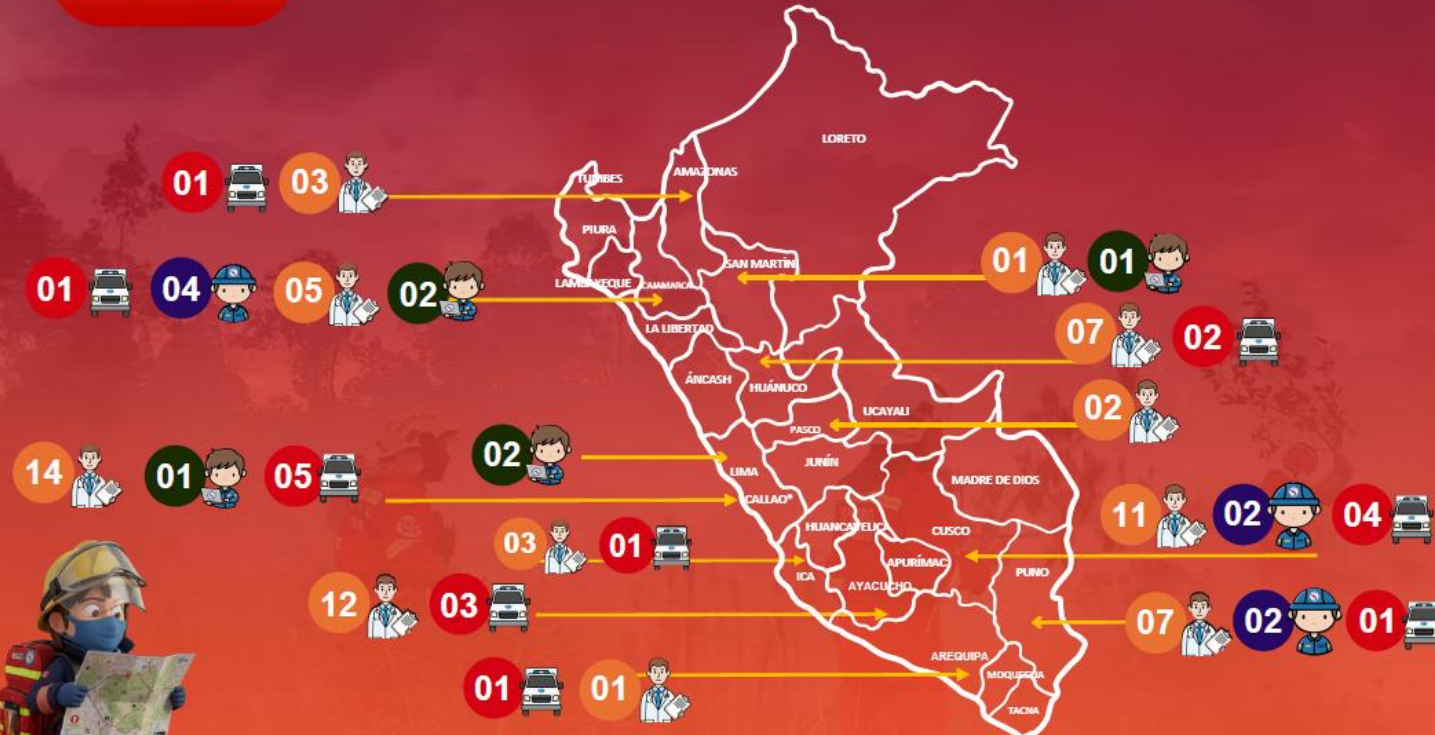 LORETO
01 03
AMAZONAS
TUMBES
PIURA
01 01
SAN MARTÍN
01 04 05 02
LAMBAYEQUE
CAJAMARCA
LA LIBERTAD
07 02
ÁNCASH
HUÁNUCO
02
UCAYALI
PASCO
14 01 05
02
LIMA
JUNÍN
MADRE DE DIOS
CALLAO*
11 02 04
HUANCAVELICA
CUSCO
03 01
APURÍMAC
ICA
AYACUCHO
PUNO
12 03
07 02 01
AREQUIPA
MOQUEGUA
01 01
TACNA